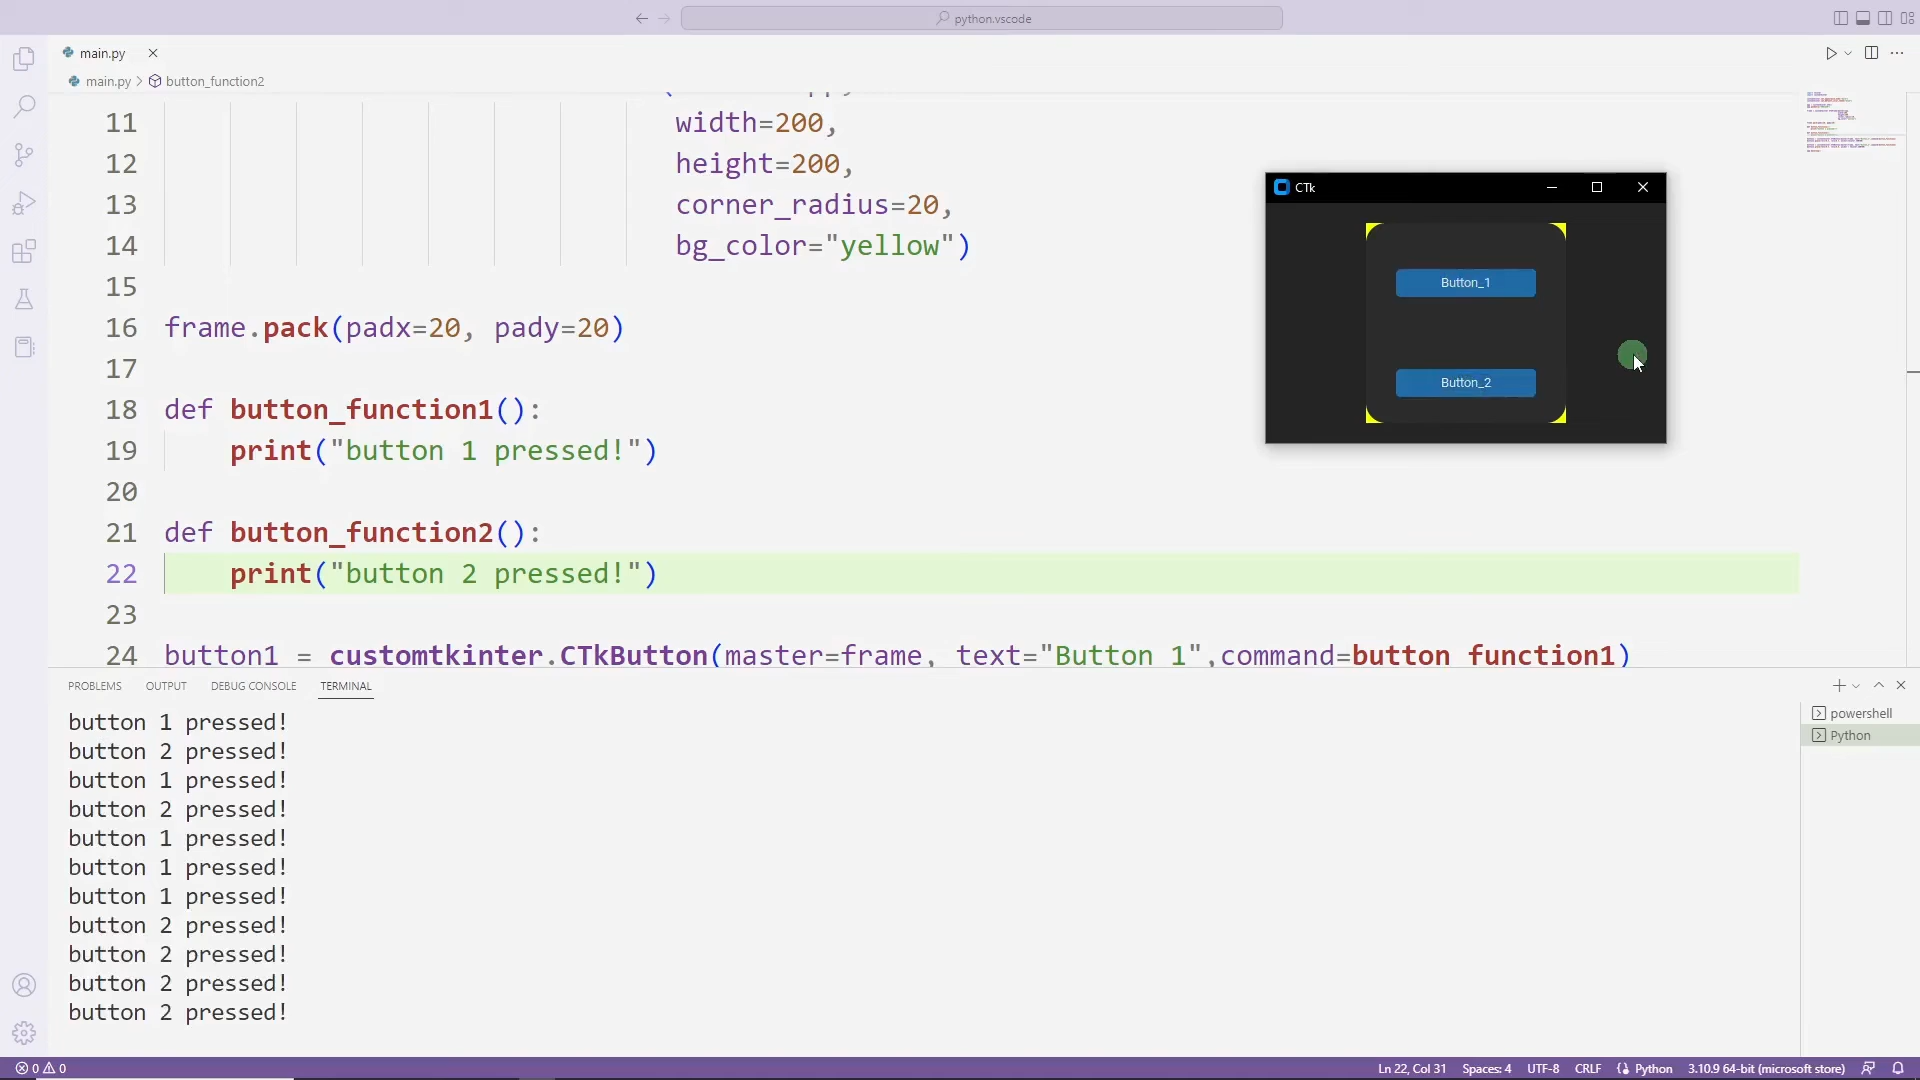 python.vscode
main.py
main.py > button_function2
11 width=200,
12 height=200,
13 corner_radius=20,
14 bg_color="yellow")
15
16 frame.pack(padx=20, pady=20)
17
18 def button_function1():
19 print("button 1 pressed!")
20
21 def button_function2():
22 print("button 2 pressed!")
23
24 button1 = customtkinter.CTkButton(master=frame, text="Button 1",command=button_function1)
CTk
Button_1
Button_2
PROBLEMS OUTPUT DEBUG CONSOLE TERMINAL
button 1 pressed!
button 2 pressed!
button 1 pressed!
button 2 pressed!
button 1 pressed!
button 1 pressed!
button 1 pressed!
button 2 pressed!
button 2 pressed!
button 2 pressed!
button 2 pressed!
powershell
Python
0 0 Ln 22, Col 31 Spaces: 4 UTF-8 CRLF Python 3.10.9 64-bit (microsoft store)